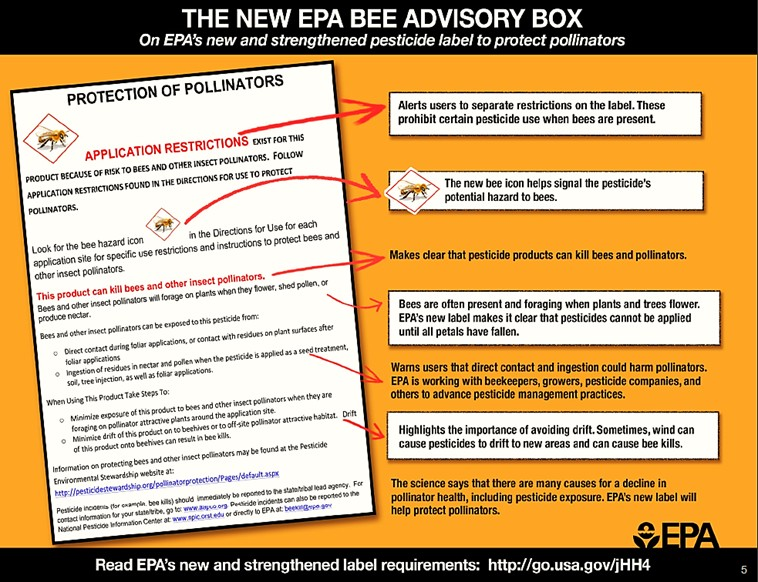 THE NEW EPA BEE ADVISORY BOX
On EPA's new and strengthened pesticide label to protect pollinators
PROTECTION OF POLLINATORS
APPLICATION RESTRICTIONS EXIST FOR THIS
PRODUCT BECAUSE OF RISK TO BEES AND OTHER INSECT POLLINATORS. FOLLOW
APPLICATION RESTRICTIONS FOUND IN THE DIRECTIONS FOR USE TO PROTECT
POLLINATORS.
Look for the bee hazard icon in the Directions for Use for each
application site for specific use restrictions and instructions to protect bees and
other insect pollinators.
This product can kill bees and other insect pollinators.
Bees and other insect pollinators will forage on plants when they flower, shed pollen, or
produce nectar.
Bees and other insect pollinators can be exposed to this pesticide from:
○ Direct contact during foliar applications, or contact with residues on plant surfaces after
foliar applications
○ Ingestion of residues in nectar and pollen when the pesticide is applied as a seed treatment,
soil, tree injection, as well as foliar applications.
When Using This Product Take Steps To:
○ Minimize exposure of this product to bees and other insect pollinators when they are
foraging on pollinator attractive plants around the application site.
○ Minimize drift of this product on to beehives or to off-site pollinator attractive habitat. Drift
of this product onto beehives can result in bee kills.
Information on protecting bees and other insect pollinators may be found at the Pesticide
Environmental Stewardship website at:
http://pesticidestewardship.org/pollinatorprotection/Pages/default.aspx
Pesticide incidents (for example, bee kills) should immediately be reported to the state/tribal lead agency. For
contact information for your state/tribe, go to: www.aapco.org. Pesticide incidents can also be reported to the
National Pesticide Information Center at: www.npic.orst.edu or directly to EPA at: beekill@epa.gov
Alerts users to separate restrictions on the label. These
prohibit certain pesticide use when bees are present.
The new bee icon helps signal the pesticide's
potential hazard to bees.
Makes clear that pesticide products can kill bees and pollinators.
Bees are often present and foraging when plants and trees flower.
EPA's new label makes it clear that pesticides cannot be applied
until all petals have fallen.
Warns users that direct contact and ingestion could harm pollinators.
EPA is working with beekeepers, growers, pesticide companies, and
others to advance pesticide management practices.
Highlights the importance of avoiding drift. Sometimes, wind can
cause pesticides to drift to new areas and can cause bee kills.
The science says that there are many causes for a decline in
pollinator health, including pesticide exposure. EPA's new label will
help protect pollinators.
EPA
Read EPA's new and strengthened label requirements: http://go.usa.gov/jHH4
5